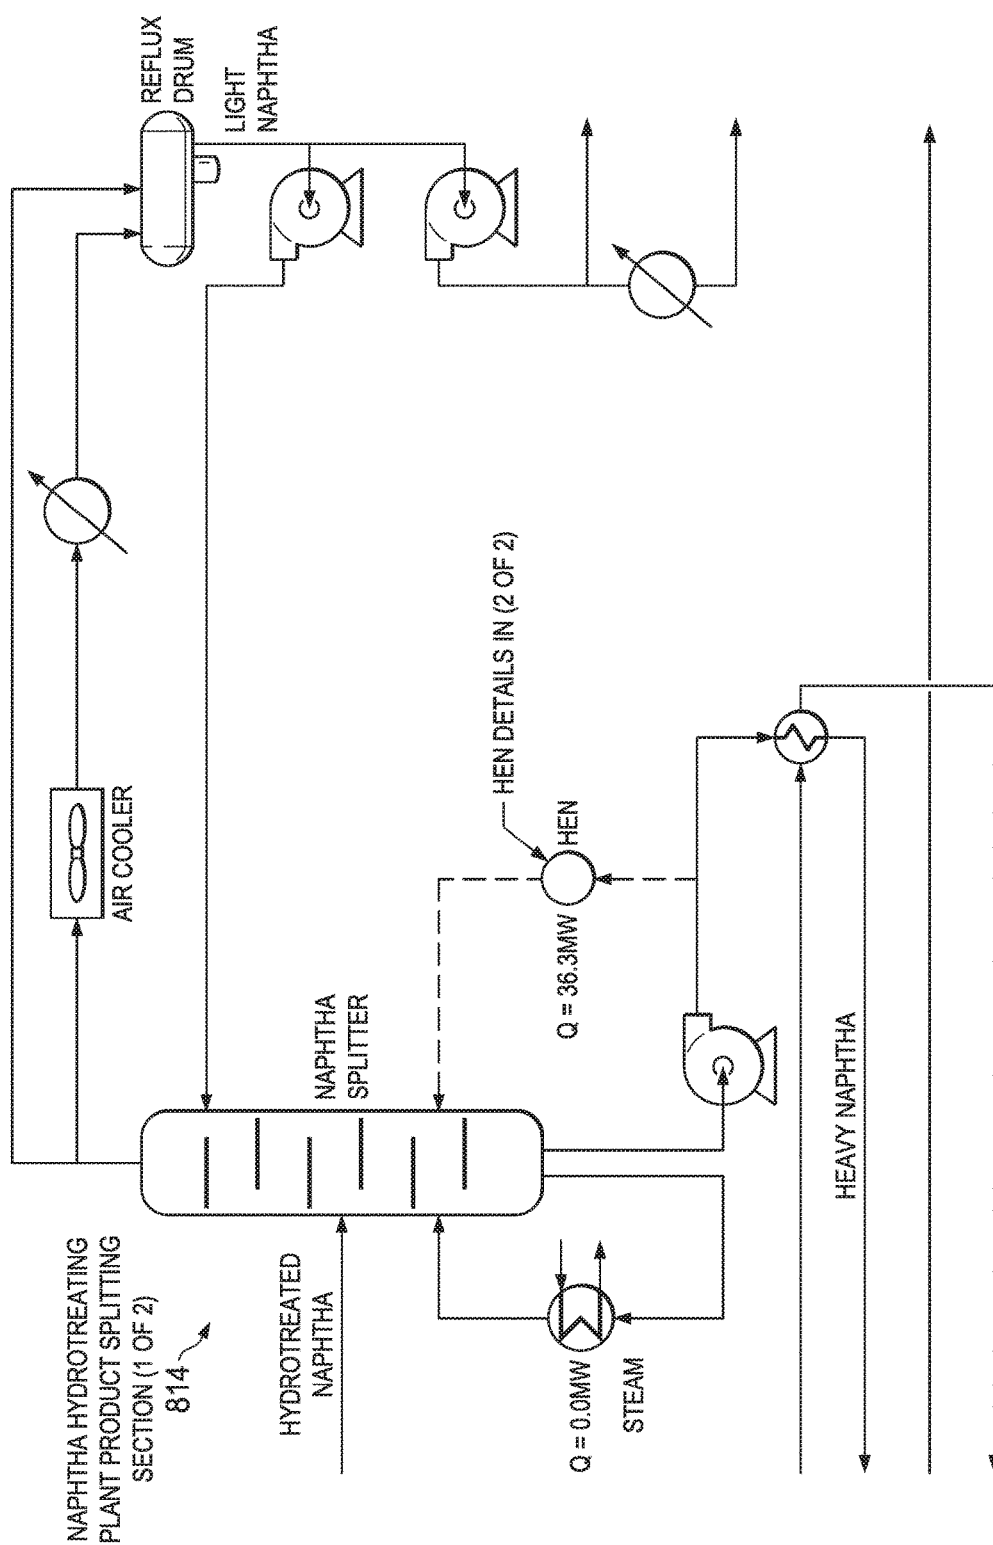 NAPHTHA HYDROTREATING
PLANT PRODUCT SPLITTING
SECTION (1 OF 2)
814
HYDROTREATED
NAPHTHA
Q = 0.0MW
STEAM
NAPHTHA
SPLITTER
AIR COOLER
Q = 36.3MW
HEN
HEN DETAILS IN (2 OF 2)
HEAVY NAPHTHA
REFLUX
DRUM
LIGHT
NAPHTHA